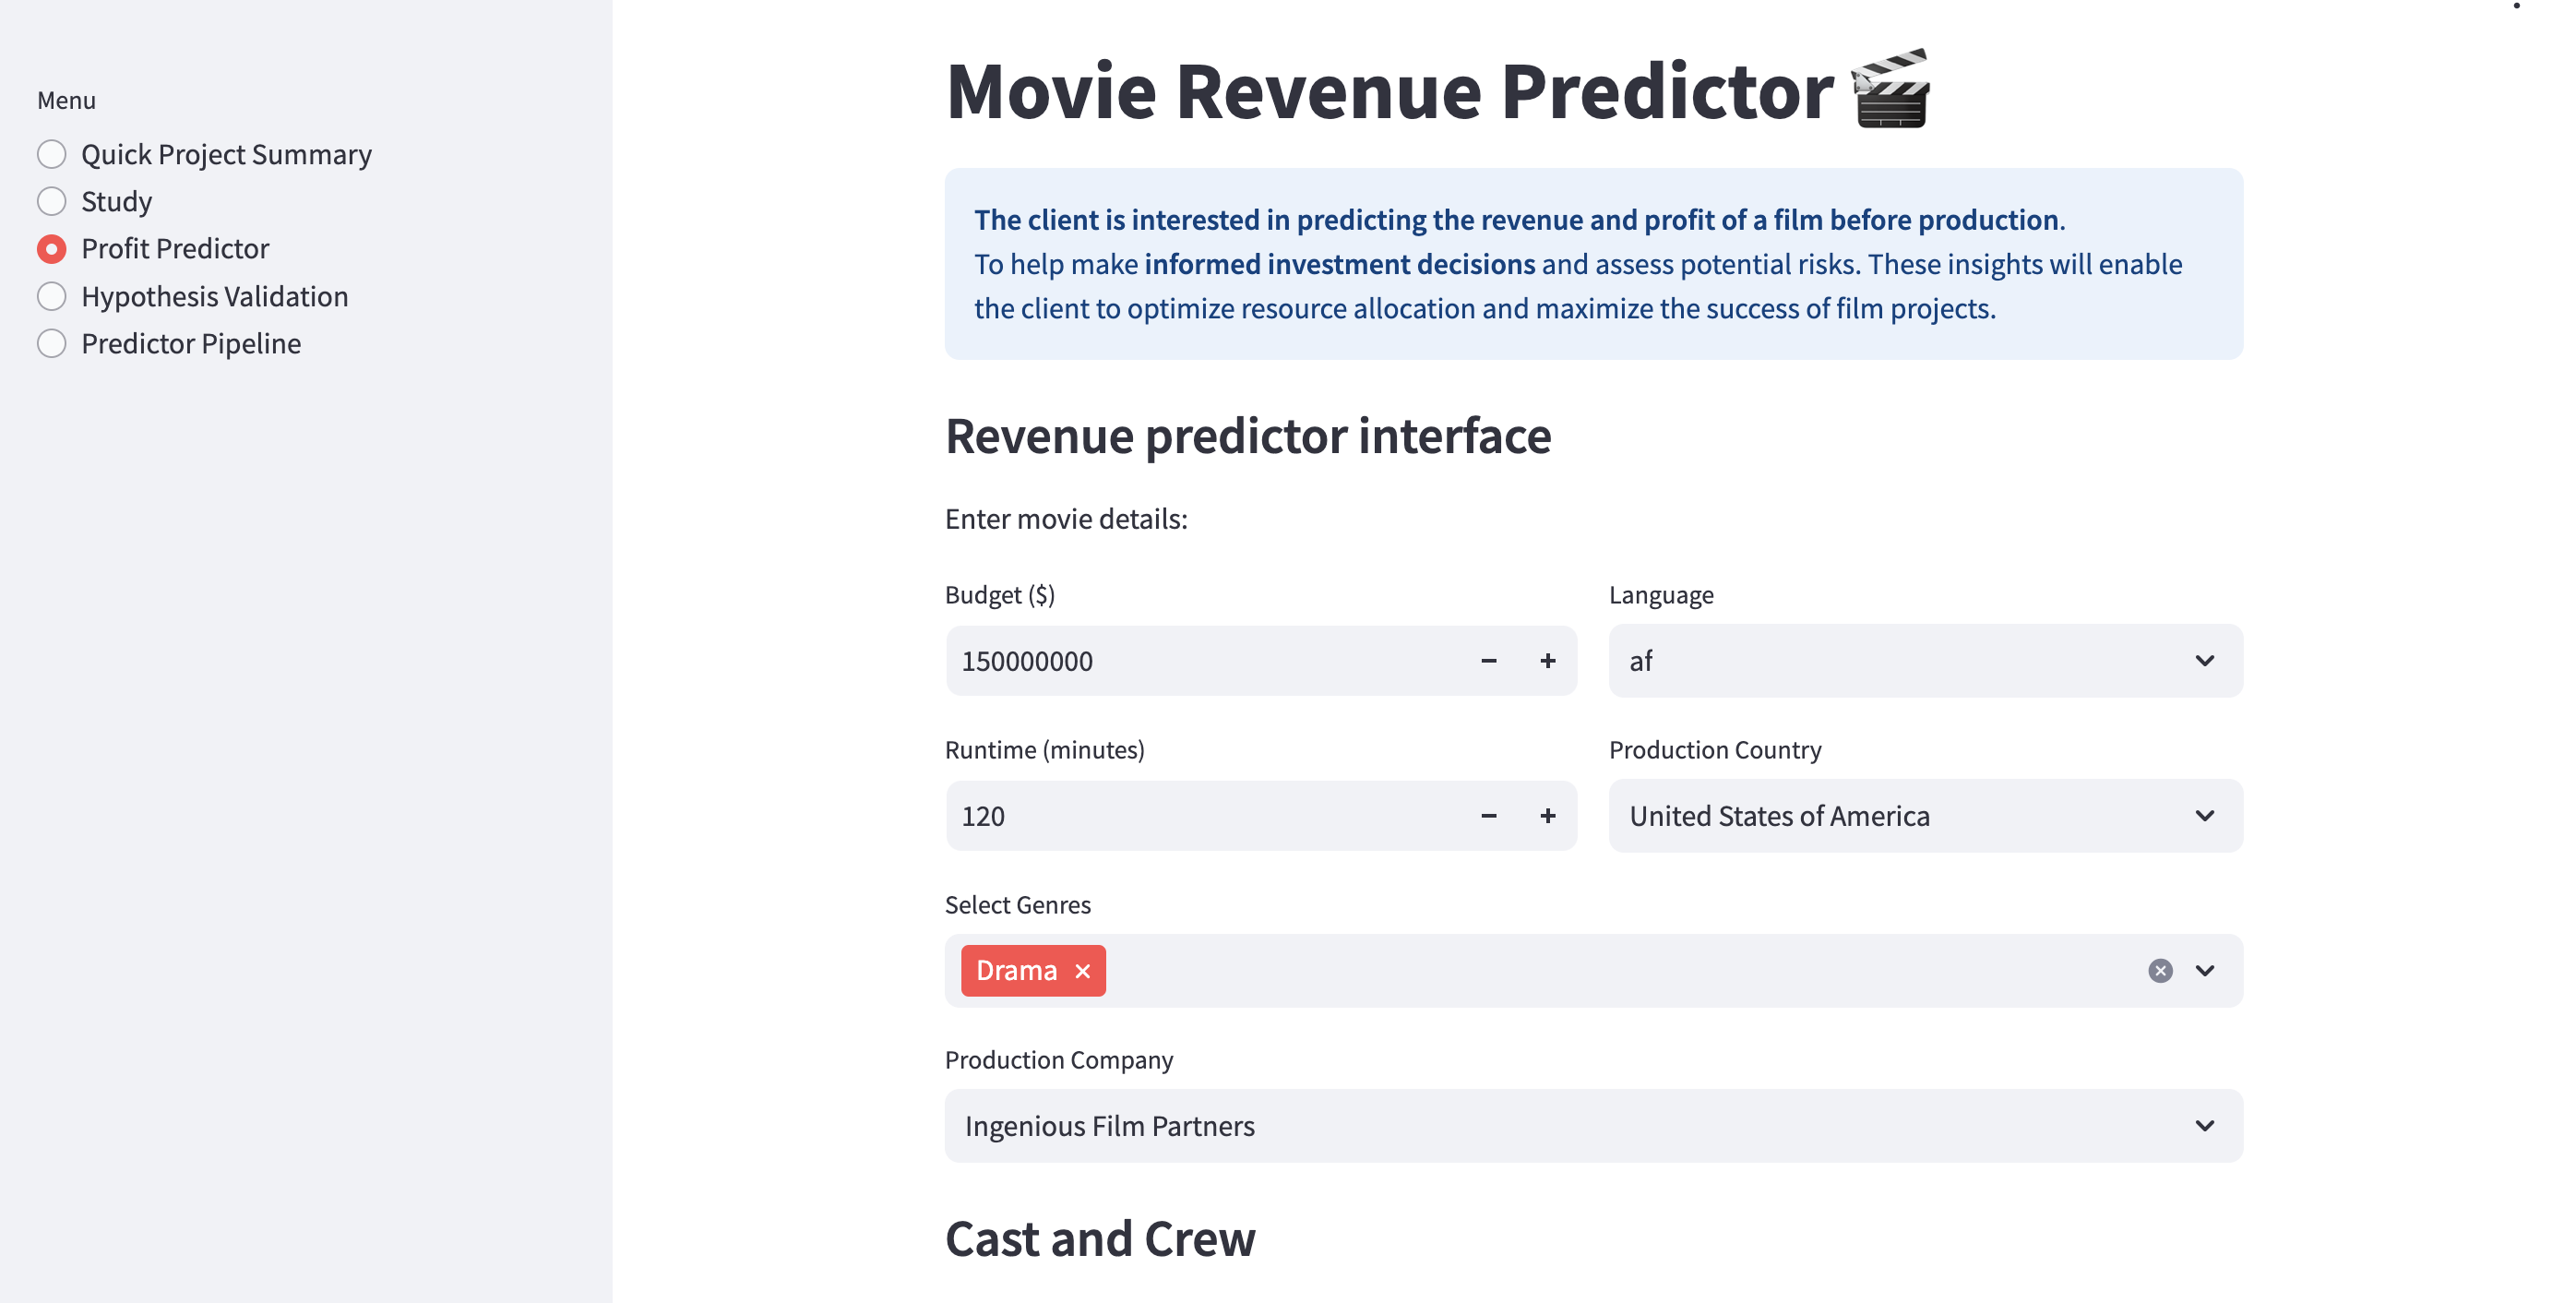 Menu
Quick Project Summary
Study
Profit Predictor
Hypothesis Validation
Predictor Pipeline
Movie Revenue Predictor 🎬
The client is interested in predicting the revenue and profit of a film before production.
To help make informed investment decisions and assess potential risks. These insights will enable
the client to optimize resource allocation and maximize the success of film projects.
Revenue predictor interface
Enter movie details:
Budget ($)
Language
150000000
af
Runtime (minutes)
Production Country
120
United States of America
Select Genres
Drama
Production Company
Ingenious Film Partners
Cast and Crew